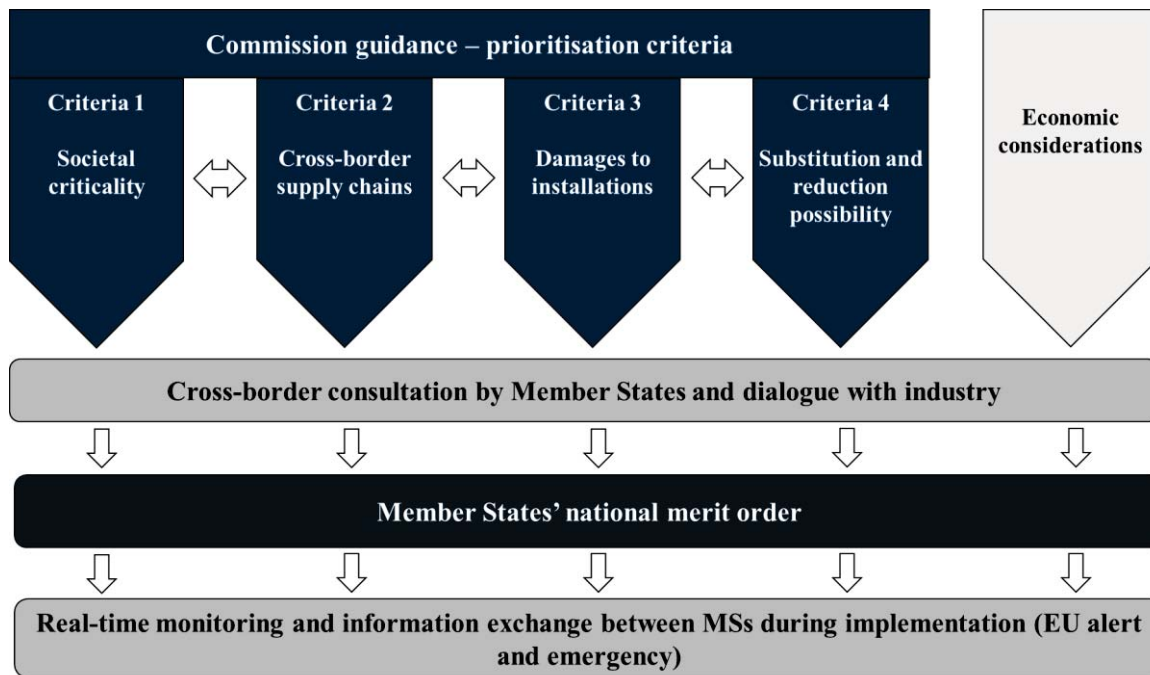 Commission guidance – prioritisation criteria
Criteria 1
Societal
criticality
Criteria 2
Cross-border
supply chains
Criteria 3
Damages to
installations
Criteria 4
Substitution and
reduction
possibility
Economic
considerations
Cross-border consultation by Member States and dialogue with industry
Member States’ national merit order
Real-time monitoring and information exchange between MSs during implementation (EU alert
and emergency)